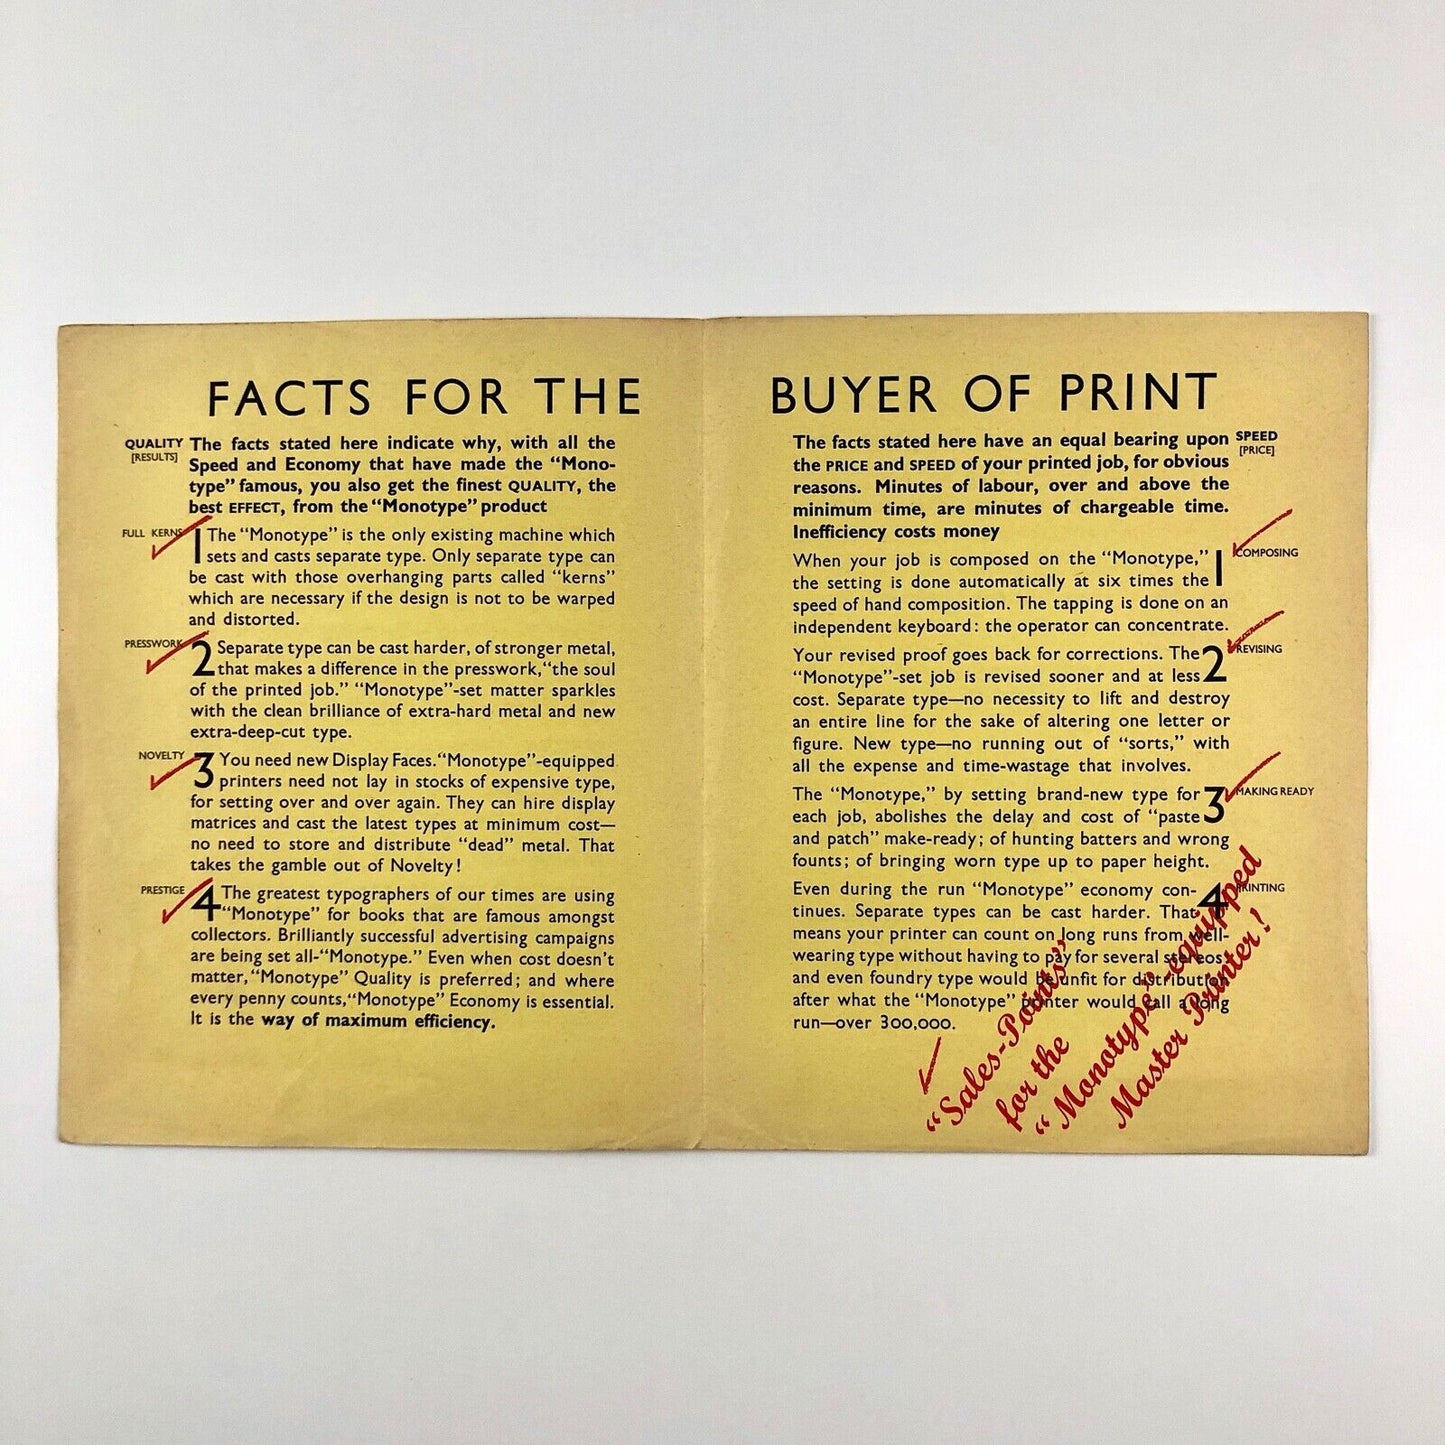 FACTS FOR THE
QUALITY
[RESULTS]
The facts stated here indicate why, with all the
Speed and Economy that have made the “Mono-
type” famous, you also get the finest QUALITY, the
best EFFECT, from the “Monotype” product
FULL KERNS
1 The “Monotype” is the only existing machine which
sets and casts separate type. Only separate type can
be cast with those overhanging parts called “kerns”
which are necessary if the design is not to be warped
and distorted.
PRESSWORK
2 Separate type can be cast harder, of stronger metal,
that makes a difference in the presswork, “the soul
of the printed job.” “Monotype”-set matter sparkles
with the clean brilliance of extra-hard metal and new
extra-deep-cut type.
NOVELTY
3 You need new Display Faces. “Monotype”-equipped
printers need not lay in stocks of expensive type,
for setting over and over again. They can hire display
matrices and cast the latest types at minimum cost—
no need to store and distribute “dead” metal. That
takes the gamble out of Novelty!
PRESTIGE
4 The greatest typographers of our times are using
“Monotype” for books that are famous amongst
collectors. Brilliantly successful advertising campaigns
are being set all-“Monotype.” Even when cost doesn’t
matter, “Monotype” Quality is preferred; and where
every penny counts, “Monotype” Economy is essential.
It is the way of maximum efficiency.
BUYER OF PRINT
The facts stated here have an equal bearing upon
the PRICE and SPEED of your printed job, for obvious
reasons. Minutes of labour, over and above the
minimum time, are minutes of chargeable time.
Inefficiency costs money
SPEED
[PRICE]
When your job is composed on the “Monotype,” 1
the setting is done automatically at six times the
speed of hand composition. The tapping is done on an
independent keyboard: the operator can concentrate.
COMPOSING
Your revised proof goes back for corrections. The 2
“Monotype”-set job is revised sooner and at less
cost. Separate type—no necessity to lift and destroy
an entire line for the sake of altering one letter or
figure. New type—no running out of “sorts,” with
all the expense and time-wastage that involves.
REVISING
The “Monotype,” by setting brand-new type for 3
each job, abolishes the delay and cost of “paste
and patch” make-ready; of hunting batters and wrong
founts; of bringing worn type up to paper height.
MAKING READY
Even during the run “Monotype” economy con- 4
tinues. Separate types can be cast harder. That
means your printer can count on long runs from well-
wearing type without having to pay for several stereos,
and even foundry type would be unfit for distribution
after what the “Monotype” printer would call a long
run—over 300,000.
PRINTING
“Sales-Points”
for the
“Monotype”-equipped
Master Printer!